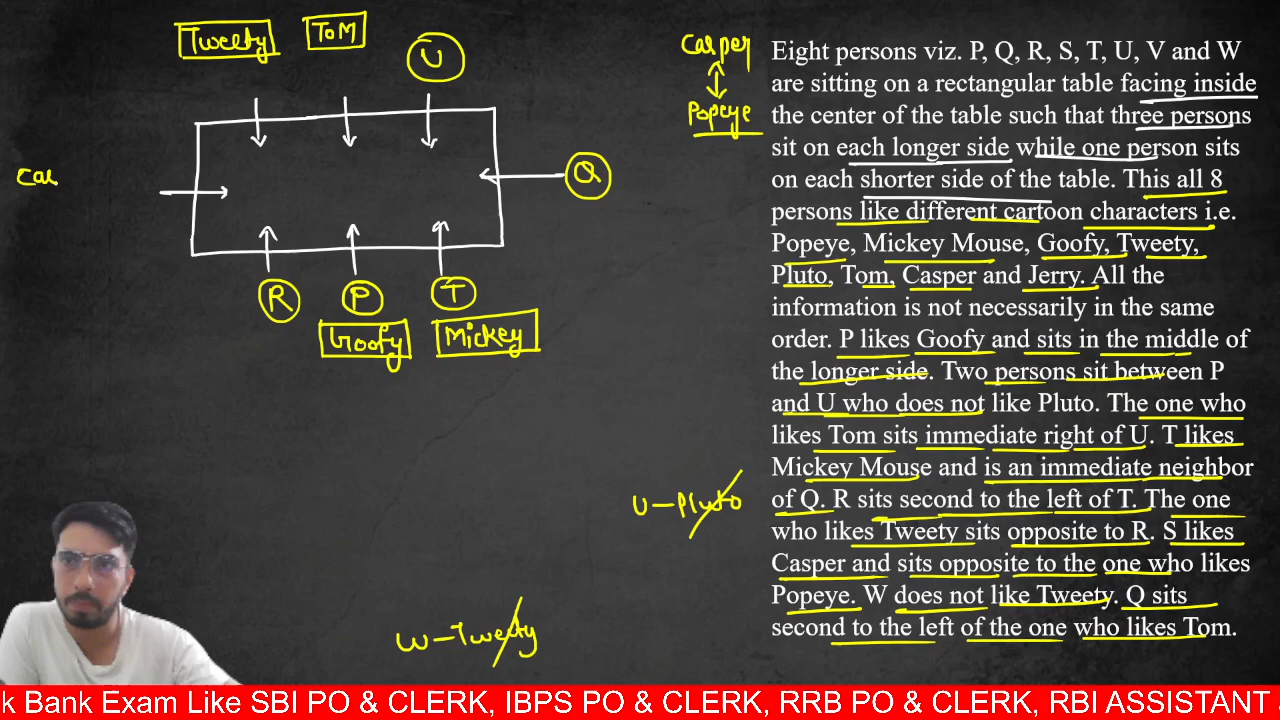 Tweety
TOM
U
Casper
Popeye
Cas
Q
R
P
T
Goofy
Mickey
U - Pluto
W - Tweety
Eight persons viz. P, Q, R, S, T, U, V and W
are sitting on a rectangular table facing inside
the center of the table such that three persons
sit on each longer side while one person sits
on each shorter side of the table. This all 8
persons like different cartoon characters i.e.
Popeye, Mickey Mouse, Goofy, Tweety,
Pluto, Tom, Casper and Jerry. All the
information is not necessarily in the same
order. P likes Goofy and sits in the middle of
the longer side. Two persons sit between P
and U who does not like Pluto. The one who
likes Tom sits immediate right of U. T likes
Mickey Mouse and is an immediate neighbor
of Q. R sits second to the left of T. The one
who likes Tweety sits opposite to R. S likes
Casper and sits opposite to the one who likes
Popeye. W does not like Tweety. Q sits
second to the left of the one who likes Tom.
k Bank Exam Like SBI PO & CLERK, IBPS PO & CLERK, RRB PO & CLERK, RBI ASSISTANT